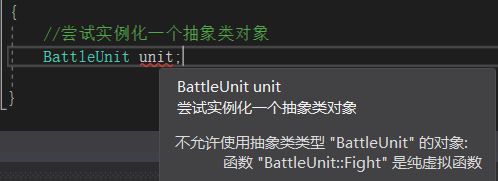 {
//尝试实例化一个抽象类对象
BattleUnit unit;
}
BattleUnit unit
尝试实例化一个抽象类对象
不允许使用抽象类类型 "BattleUnit" 的对象:
函数 "BattleUnit::Fight" 是纯虚拟函数